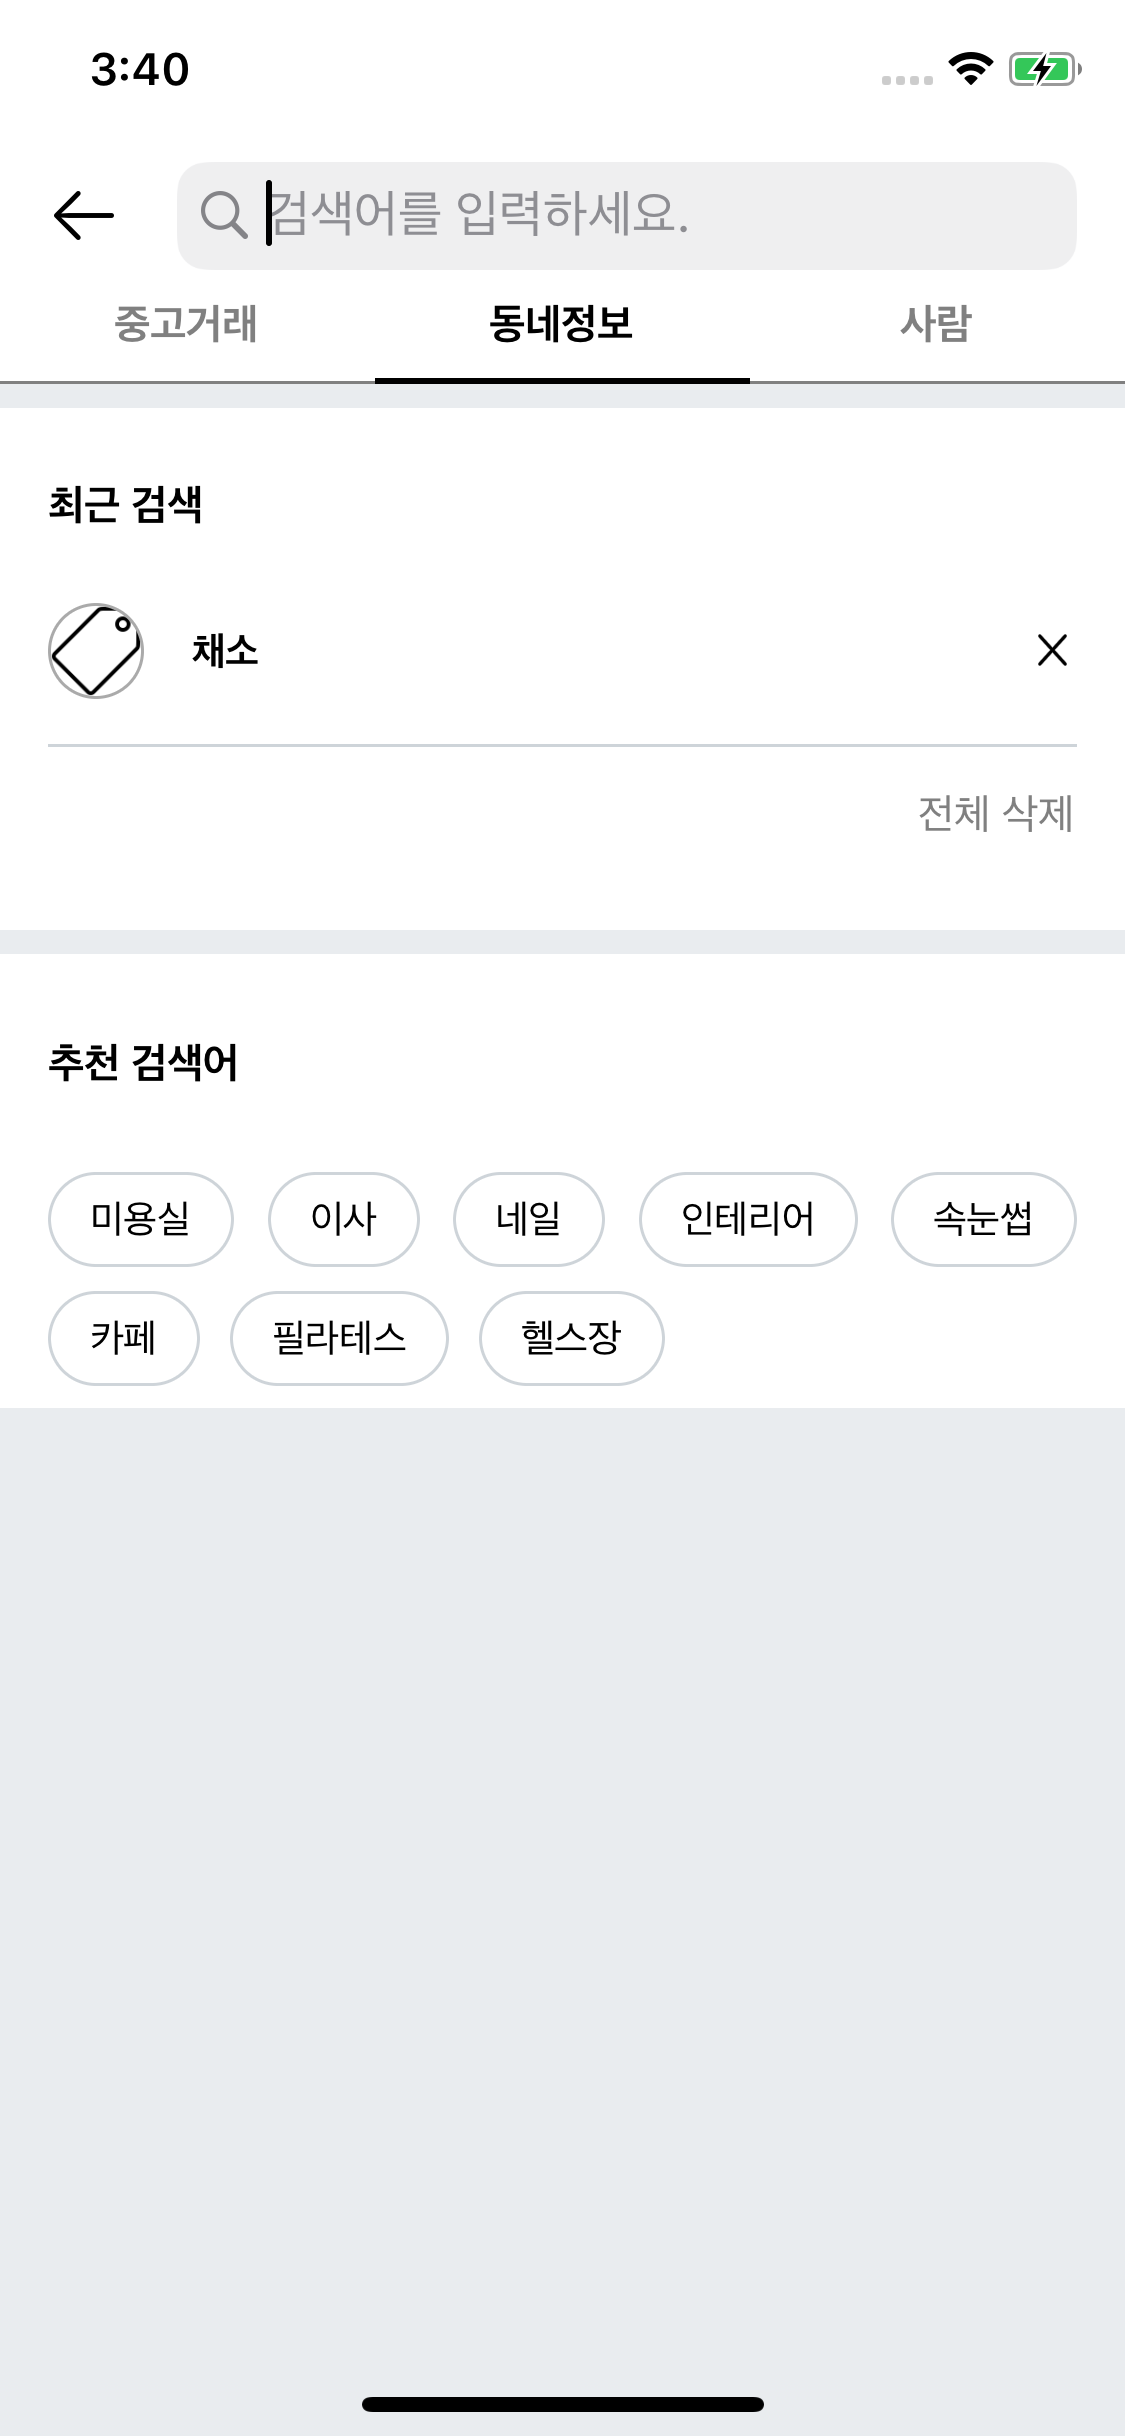 3:40
검색어를 입력하세요.
중고거래 동네정보 사람
최근 검색
채소
전체 삭제
추천 검색어
미용실 이사 네일 인테리어 속눈썹
카페 필라테스 헬스장